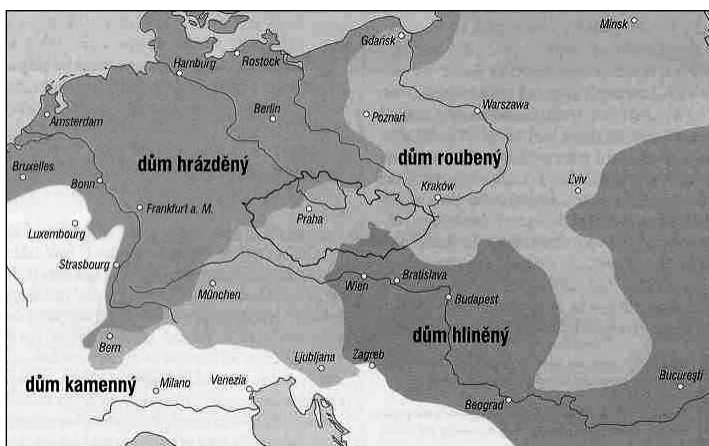 Minsk
Gdańsk
Hamburg
Rostock
Amsterdam
Berlin
Poznań
Warszawa
dům hrázděný
dům roubený
Bruxelles
Bonn
Frankfurt a. M.
Praha
Kraków
L'viv
Luxembourg
Strasbourg
München
Wien
Bratislava
Budapest
dům hliněný
Bern
Ljubljana
Zagreb
dům kamenný
Milano
Venezia
Beograd
Bucureşti